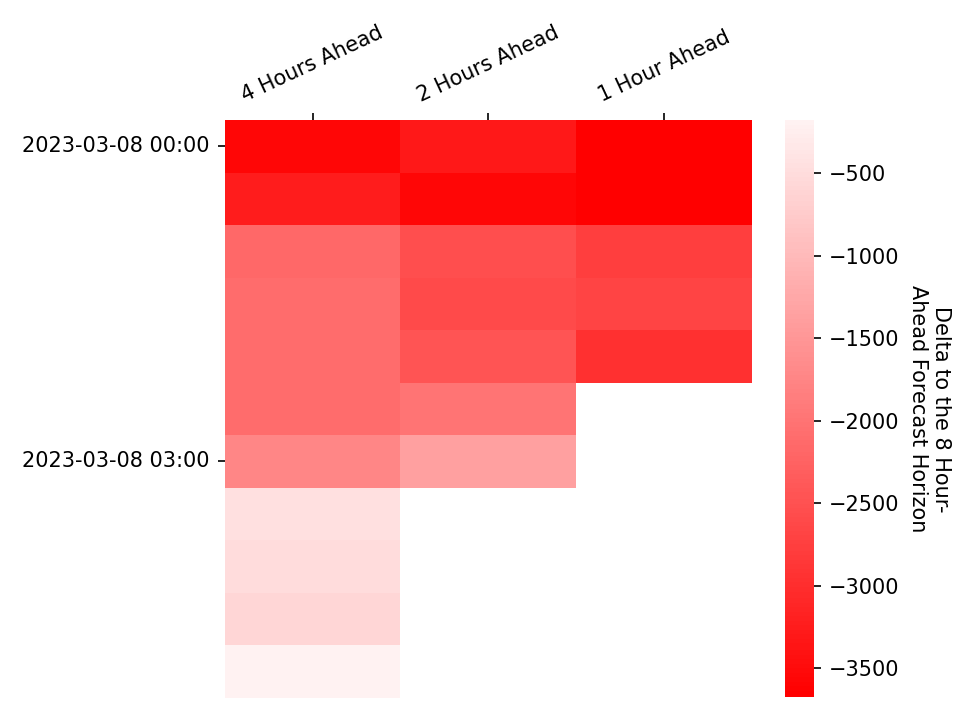 4 Hours Ahead
2 Hours Ahead
1 Hour Ahead
2023-03-08 00:00
2023-03-08 03:00
−500
−1000
−1500
−2000
−2500
−3000
−3500
Delta to the 8 Hour-
Ahead Forecast Horizon